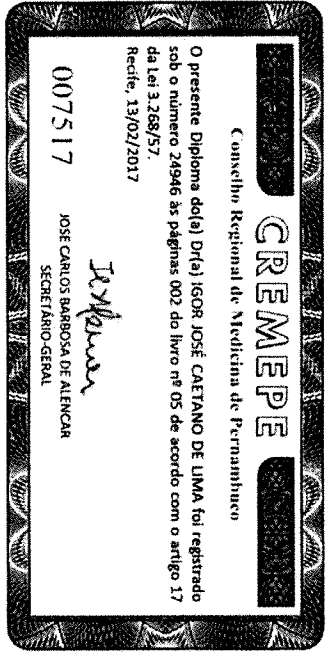 CREMEPE
Conselho Regional de Medicina de Pernambuco
O presente Diploma do(a) Dr(a) IGOR JOSÉ CAETANO DE LIMA foi registrado
sob o número 24946 às páginas 002 do livro nº 05 de acordo com o artigo 17
da Lei 3.268/57.
Recife, 13/02/2017
JOSE CARLOS BARBOSA DE ALENCAR
SECRETÁRIO-GERAL
007517